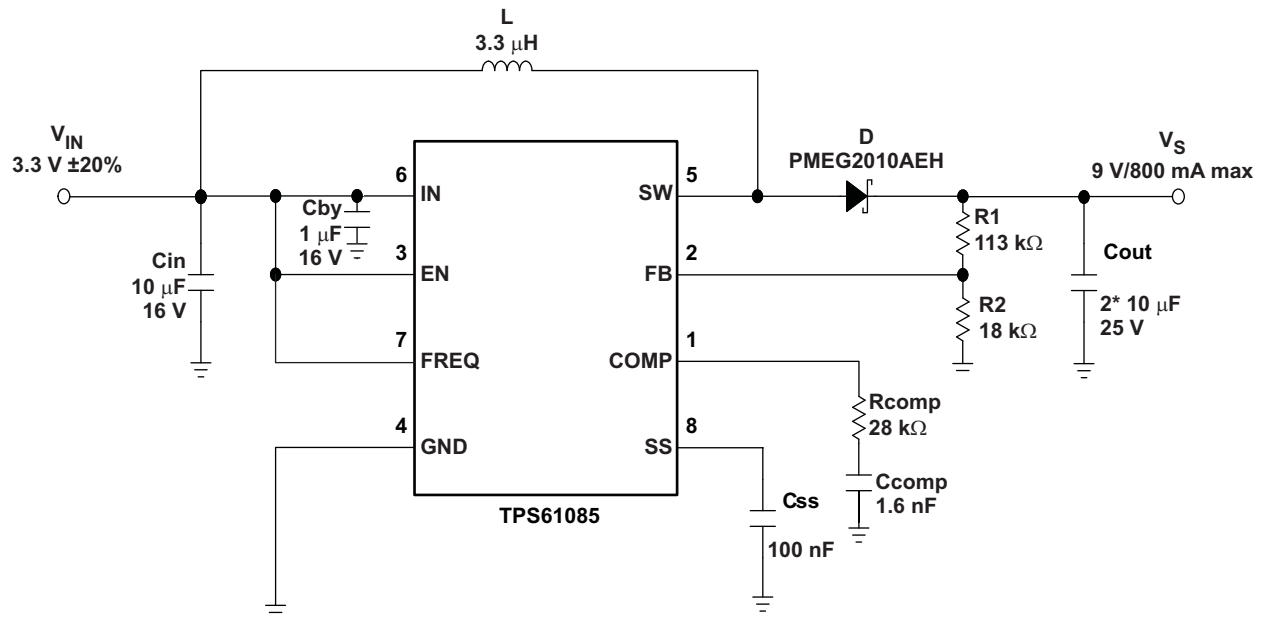 L
3.3 μH
V_IN
3.3 V ±20%
D
PMEG2010AEH
V_S
9 V/800 mA max
6
IN
SW
5
Cby
1 μF
16 V
R1
113 kΩ
Cin
10 μF
16 V
3
EN
FB
2
Cout
2* 10 μF
25 V
R2
18 kΩ
7
FREQ
COMP
1
Rcomp
28 kΩ
4
GND
SS
8
Ccomp
1.6 nF
TPS61085
Css
100 nF